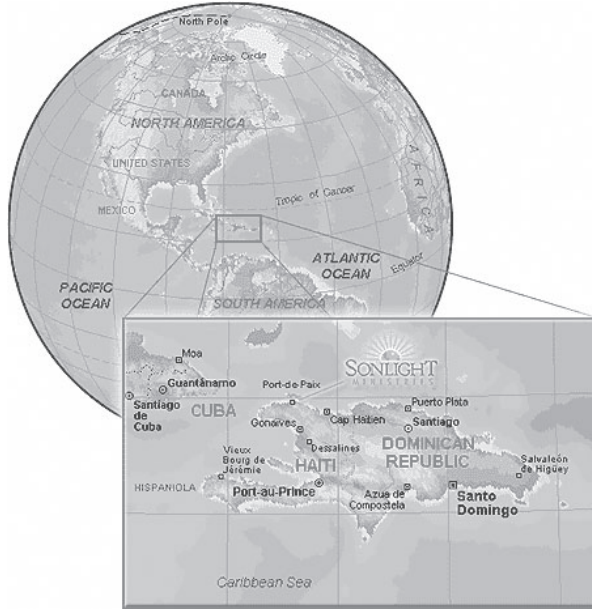 North Pole
Arctic Circle
CANADA
NORTH AMERICA
UNITED STATES
AFRICA
MEXICO
Tropic of Cancer
ATLANTIC
OCEAN
Equator
PACIFIC
OCEAN
SOUTH AMERICA
SONLIGHT
MINISTRIES
Moa
Guantánamo
Santiago
de
Cuba
CUBA
Port-de Paix
Puerto Plata
Cap Haïtien
Santiago
Gonaïves
DOMINICAN
REPUBLIC
Dessalines
Vieux
Bourg de
Jérémie
HAITI
Salvaleón
de Higüey
HISPANIOLA
Port-au-Prince
Azua de
Compostela
Santo
Domingo
Caribbean Sea